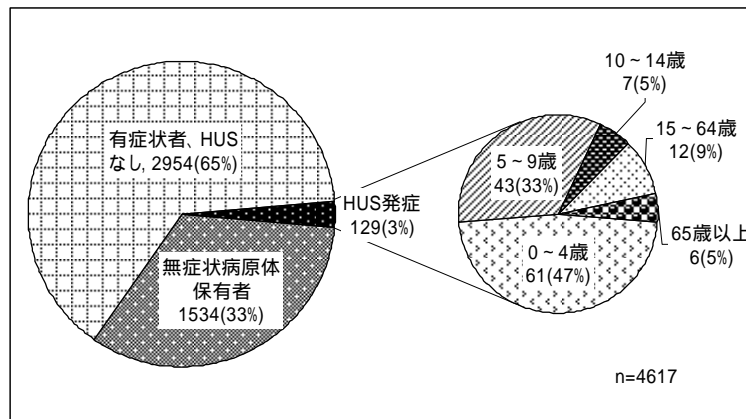 有症状者、HUS
なし, 2954(65%)
HUS発症
129(3%)
無症状病原体
保有者
1534(33%)
10~14歳
7(5%)
15~64歳
12(9%)
5~9歳
43(33%)
65歳以上
6(5%)
0~4歳
61(47%)
n=4617